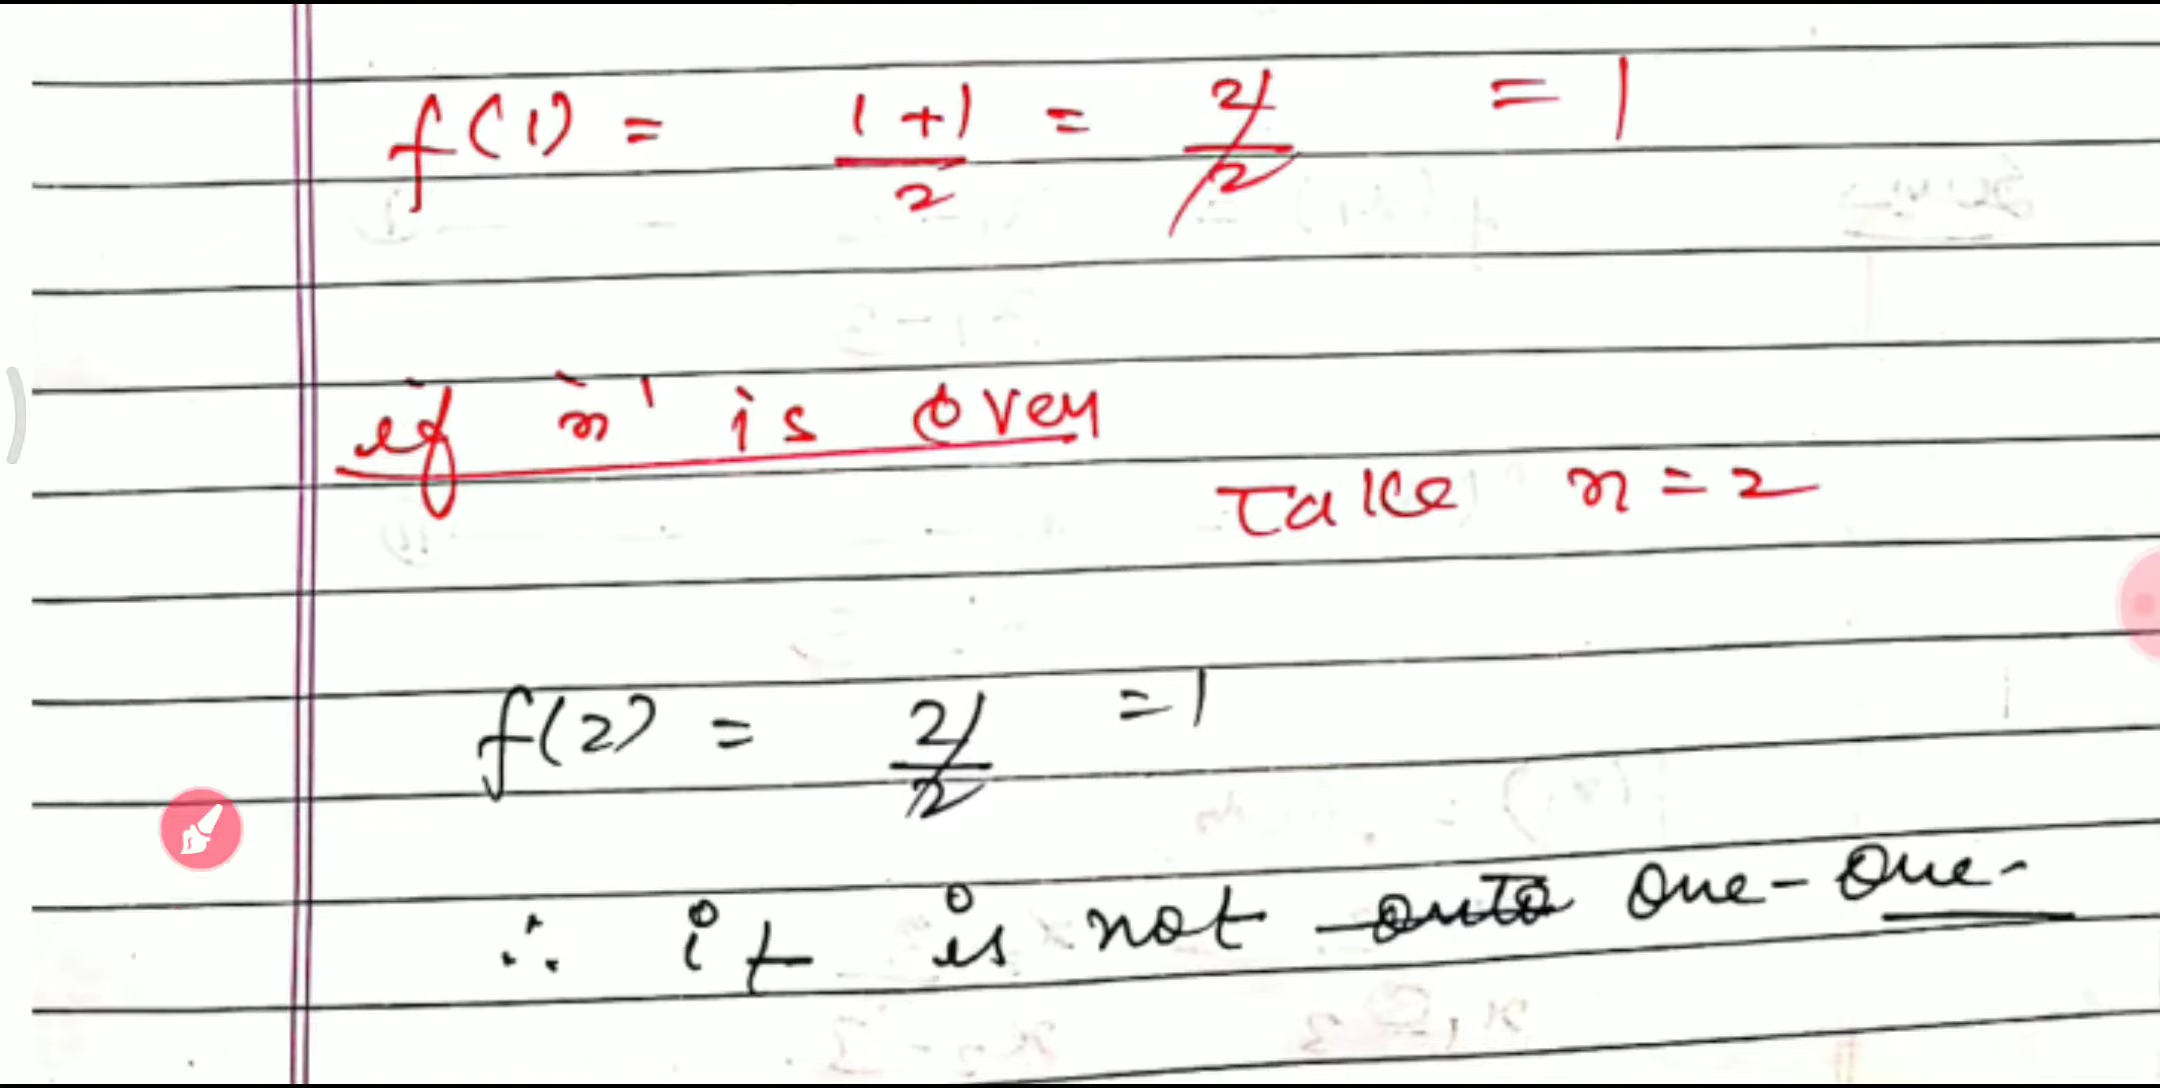 f(1) = 1+1/2 = 2/2 = 1
if 'n' is even
Take n = 2
f(2) = 2/2 = 1
∴ it is not onto one-one.